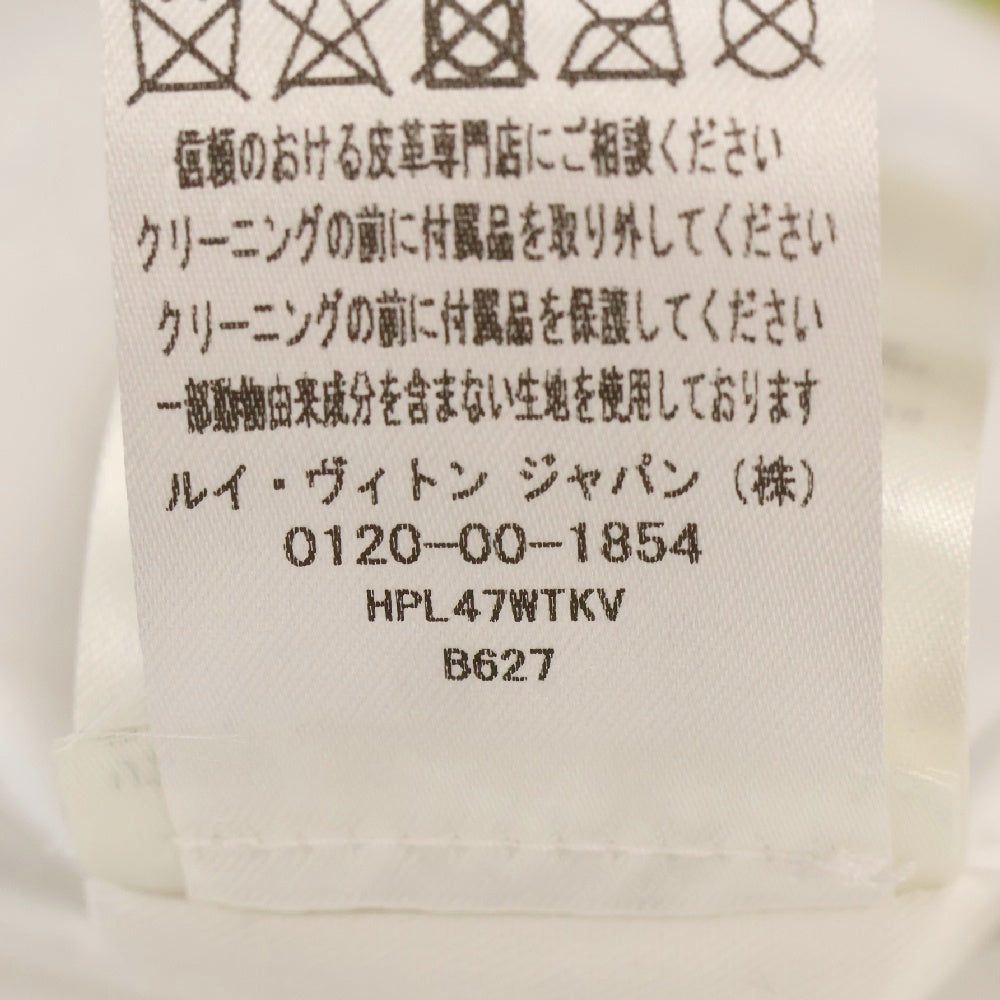 信頼のおける皮革専門店にご相談ください
クリーニングの前に付属品を取り外してください
クリーニングの前に付属品を保護してください
一部動物由来成分を含まない生地を使用しております
ルイ・ヴィトン ジャパン (株)
0120-00-1854
HPL47WTKV
B627